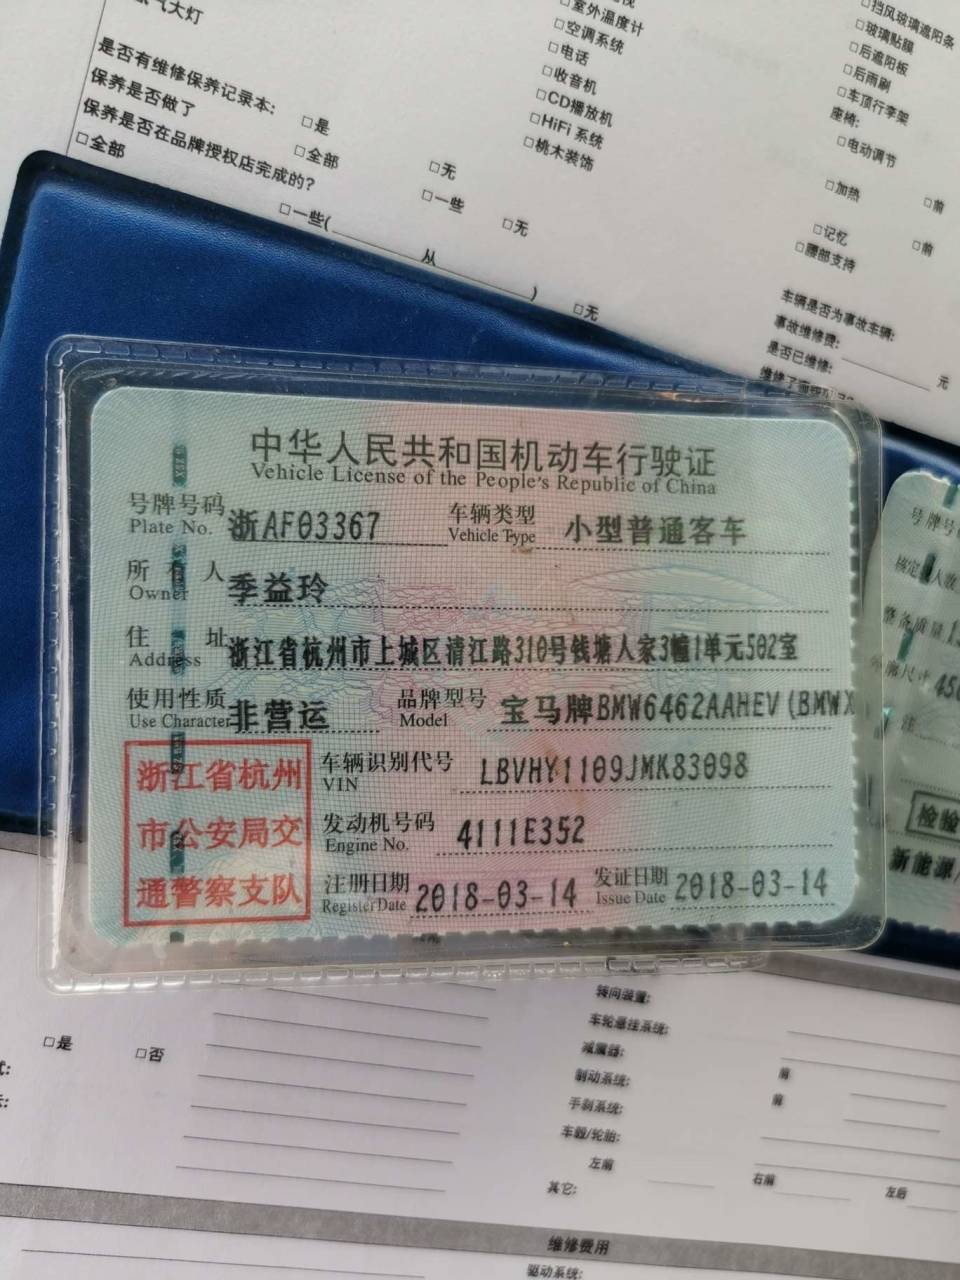 氙气大灯
是否有维修保养记录本: □是 □无
保养是否做了 □全部 □一些 □无
保养是否在品牌授权店完成的?
□全部 □一些( 从 ) □无
□室外温度计
□空调系统
□电话
□收音机
□CD播放机
□HiFi 系统
□桃木装饰
□挡风玻璃遮阳条
□玻璃贴膜
□后遮阳板
□后雨刷
□车顶行李架
座椅:
□电动调节
□加热 □前
□记忆 □前
□腰部支持
车辆是否为事故车辆:
事故维修费: 元
是否已维修:
中华人民共和国机动车行驶证
Vehicle License of the People's Republic of China
号牌号码 浙AF03367 车辆类型 小型普通客车
Plate No. Vehicle Type
所有人 季益玲
Owner
住址 浙江省杭州市上城区清江路310号钱塘人家3幢1单元502室
Address
使用性质 非营运 品牌型号 宝马牌BMW6462AAHEV(BMWX
Use Character Model
浙江省杭州
市公安局交
通警察支队
车辆识别代号 LBVHY1109JMK83098
VIN
发动机号码 4111E352
Engine No.
注册日期 2018-03-14 发证日期 2018-03-14
Register Date Issue Date
号牌号
整备质量
450
检验
新能源/
□是 □否
转向装置:
车轮悬挂系统:
减震器: 前
制动系统: 前
手刹系统:
车毂/轮胎:
左前 右前 左后
其它:
维修费用
驱动系统: